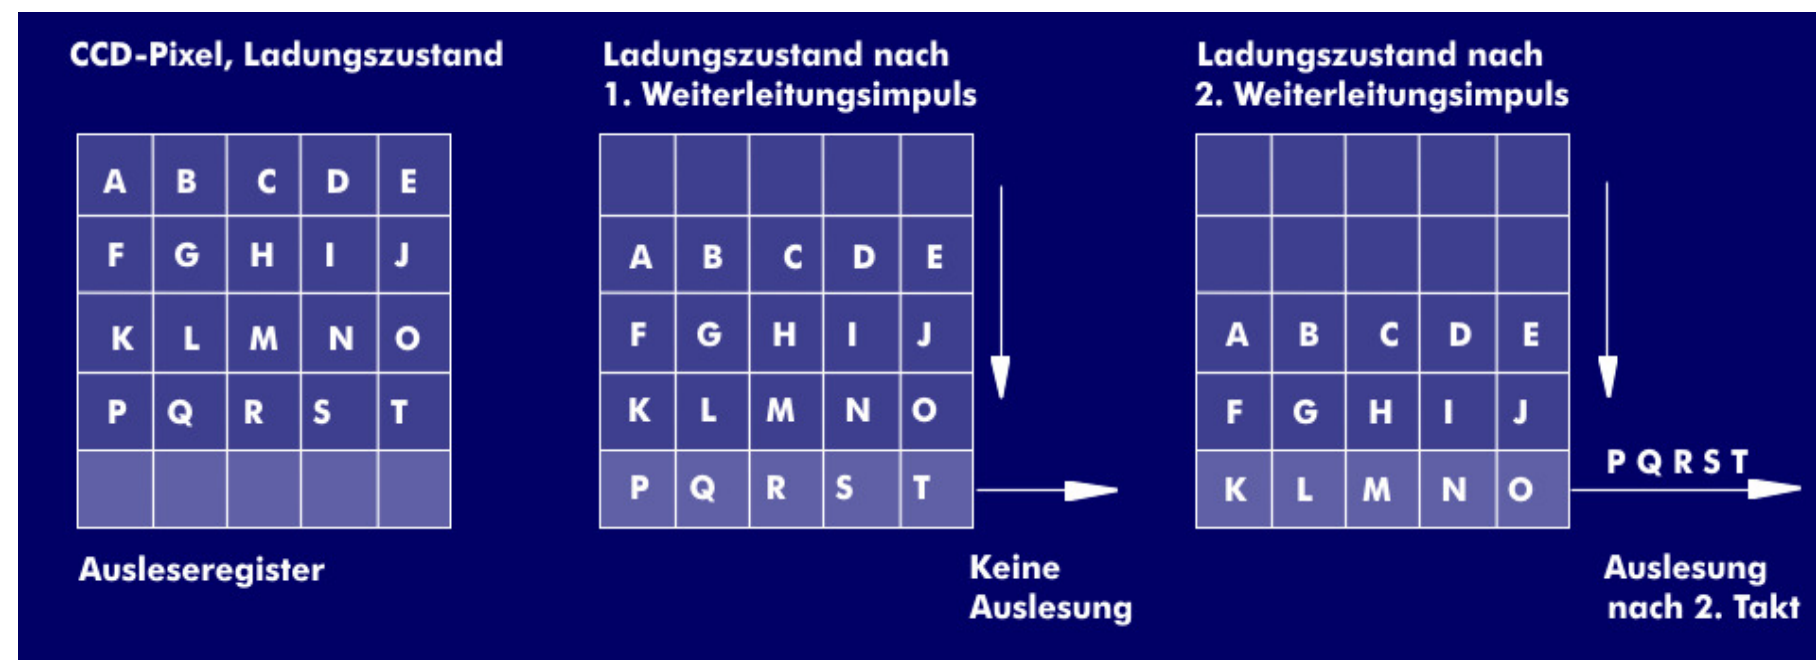 CCD-Pixel, Ladungszustand
A B C D E
F G H I J
K L M N O
P Q R S T
Ausleseregister
Ladungszustand nach
1. Weiterleitungsimpuls
A B C D E
F G H I J
K L M N O
P Q R S T
Keine
Auslesung
Ladungszustand nach
2. Weiterleitungsimpuls
A B C D E
F G H I J
K L M N O
P Q R S T
Auslesung
nach 2. Takt